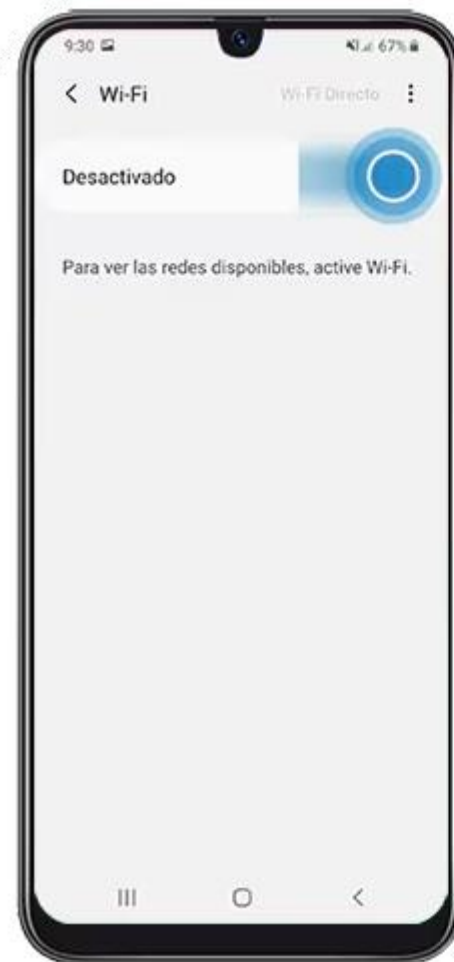 9:30 67%
Wi-Fi Wi-Fi Directo
Desactivado
Para ver las redes disponibles, active Wi-Fi.